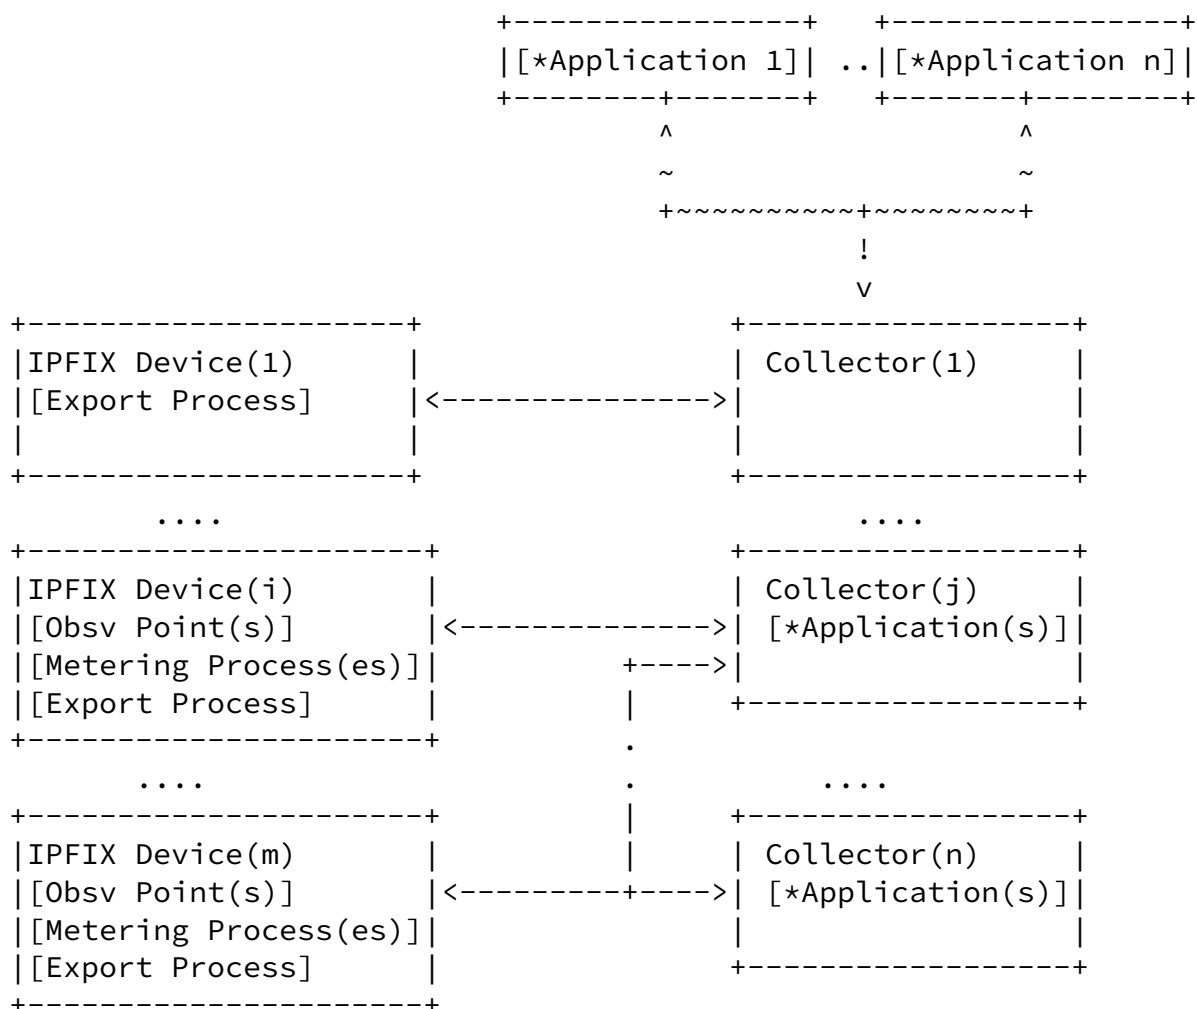 [*Application 1] .. [*Application n]
IPFIX Device(1) Collector(1)
[Export Process]
.... ....
IPFIX Device(i) Collector(j)
[Obsv Point(s)] [*Application(s)]
[Metering Process(es)]
[Export Process]
.... ....
IPFIX Device(m) Collector(n)
[Obsv Point(s)] [*Application(s)]
[Metering Process(es)]
[Export Process]